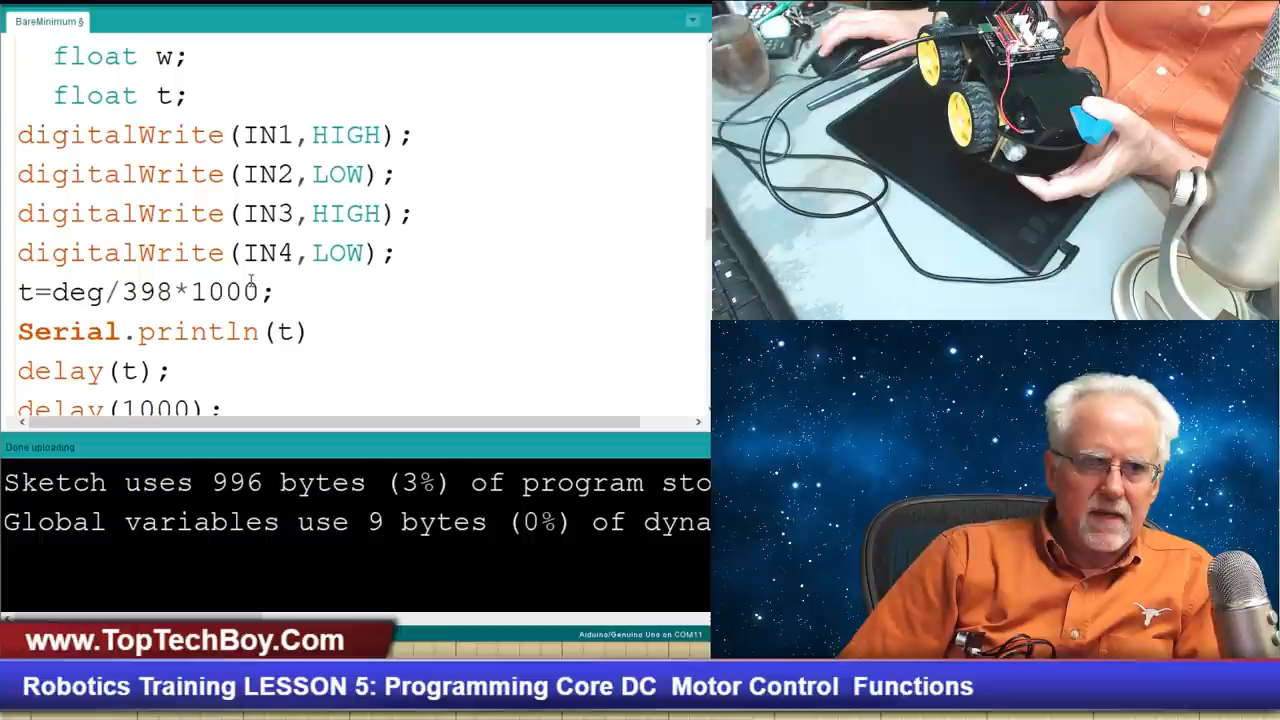 BareMinimum §
float w;
float t;
digitalWrite(IN1,HIGH);
digitalWrite(IN2,LOW);
digitalWrite(IN3,HIGH);
digitalWrite(IN4,LOW);
t=deg/398*1000;
Serial.println(t)
delay(t);
delay(1000);
Done uploading
Sketch uses 996 bytes (3%) of program sto
Global variables use 9 bytes (0%) of dyna
Arduino/Genuino Uno on COM11
www.TopTechBoy.Com
Robotics Training LESSON 5: Programming Core DC Motor Control Functions